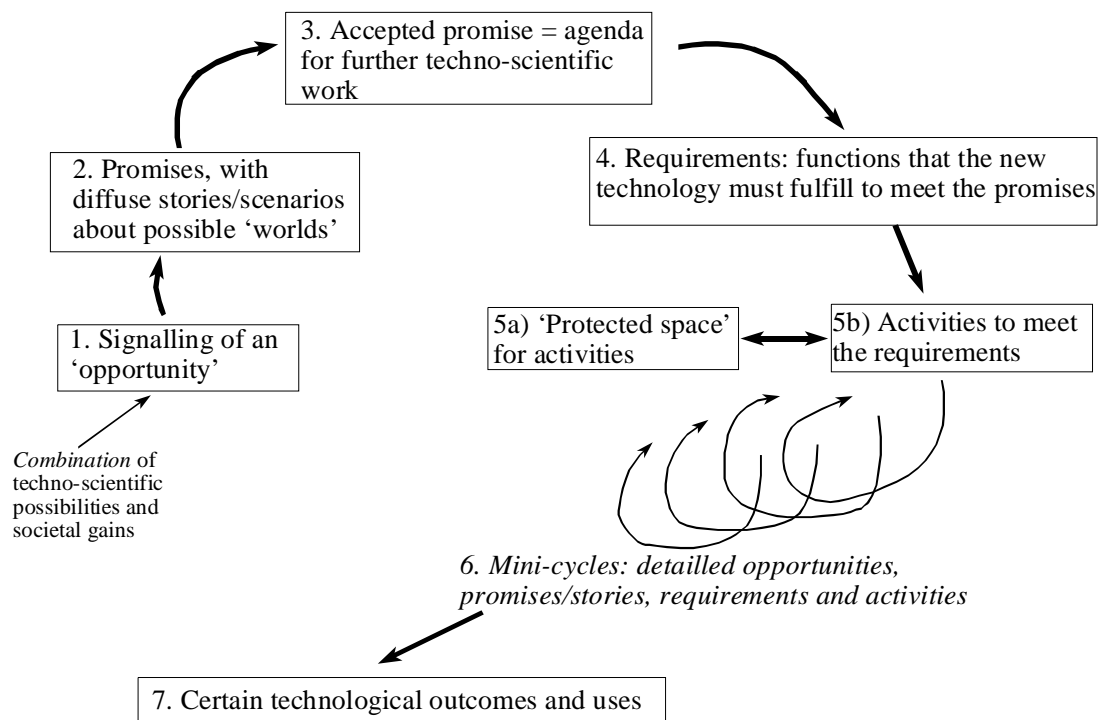 3. Accepted promise = agenda
for further techno-scientific
work
2. Promises, with
diffuse stories/scenarios
about possible ‘worlds’
4. Requirements: functions that the new
technology must fulfill to meet the promises
1. Signalling of an
‘opportunity’
5a) ‘Protected space’
for activities
5b) Activities to meet
the requirements
Combination of
techno-scientific
possibilities and
societal gains
6. Mini-cycles: detailled opportunities,
promises/stories, requirements and activities
7. Certain technological outcomes and uses